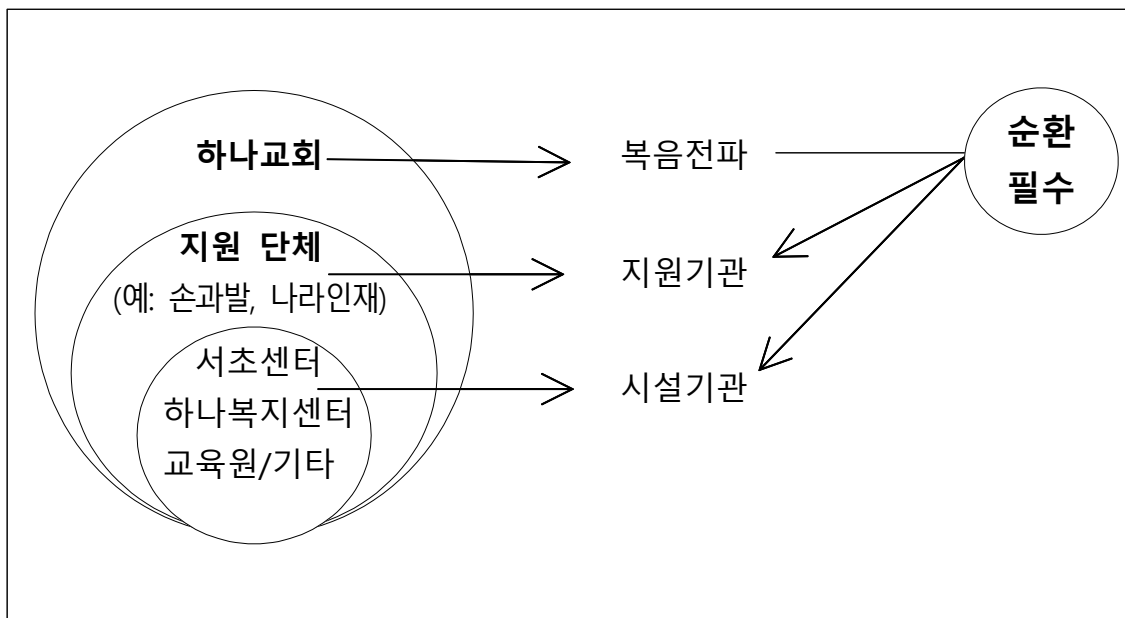 하나교회
복음전파
순환
필수
지원 단체
(예: 손과발, 나라인재)
지원기관
서초센터
하나복지센터
교육원/기타
시설기관